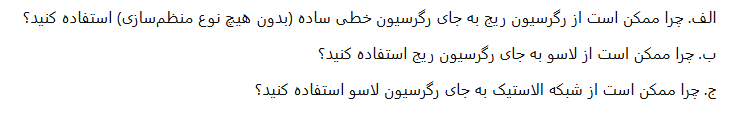 الف. چرا ممکن است از رگرسیون ریج به جای رگرسیون خطی ساده (بدون هیچ نوع منظم‌سازی) استفاده کنید؟
ب. چرا ممکن است از لاسو به جای رگرسیون ریج استفاده کنید؟
ج. چرا ممکن است از شبکه الاستیک به جای رگرسیون لاسو استفاده کنید؟